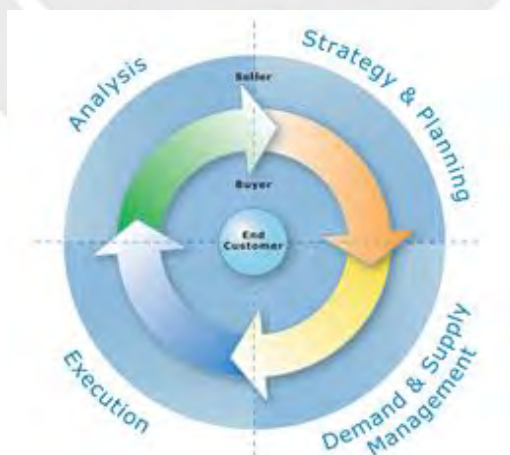 Analysis
Strategy & Planning
Seller
Buyer
End
Customer
Execution
Demand & Supply
Management